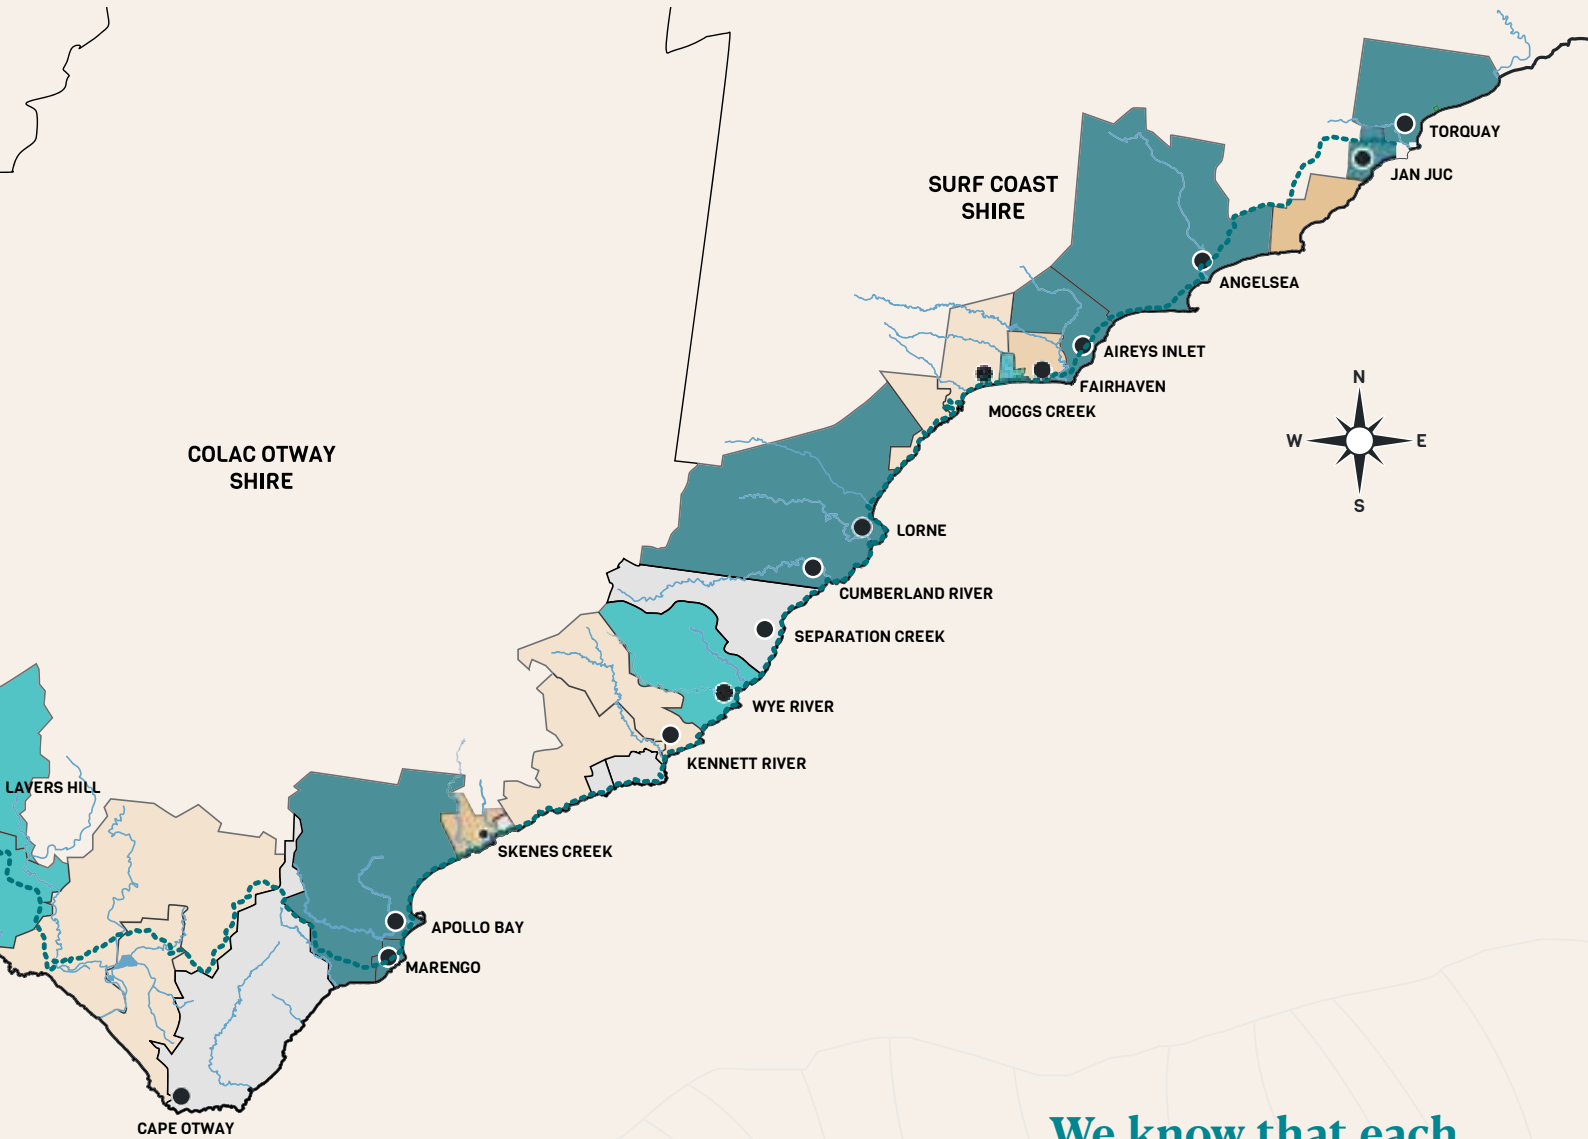 TORQUAY
JAN JUC
SURF COAST
SHIRE
ANGELSEA
AIREYS INLET
FAIRHAVEN
MOGGS CREEK
N
W
E
S
COLAC OTWAY
SHIRE
LORNE
CUMBERLAND RIVER
SEPARATION CREEK
WYE RIVER
KENNETT RIVER
LAVERS HILL
SKENES CREEK
APOLLO BAY
MARENGO
CAPE OTWAY
We know that each